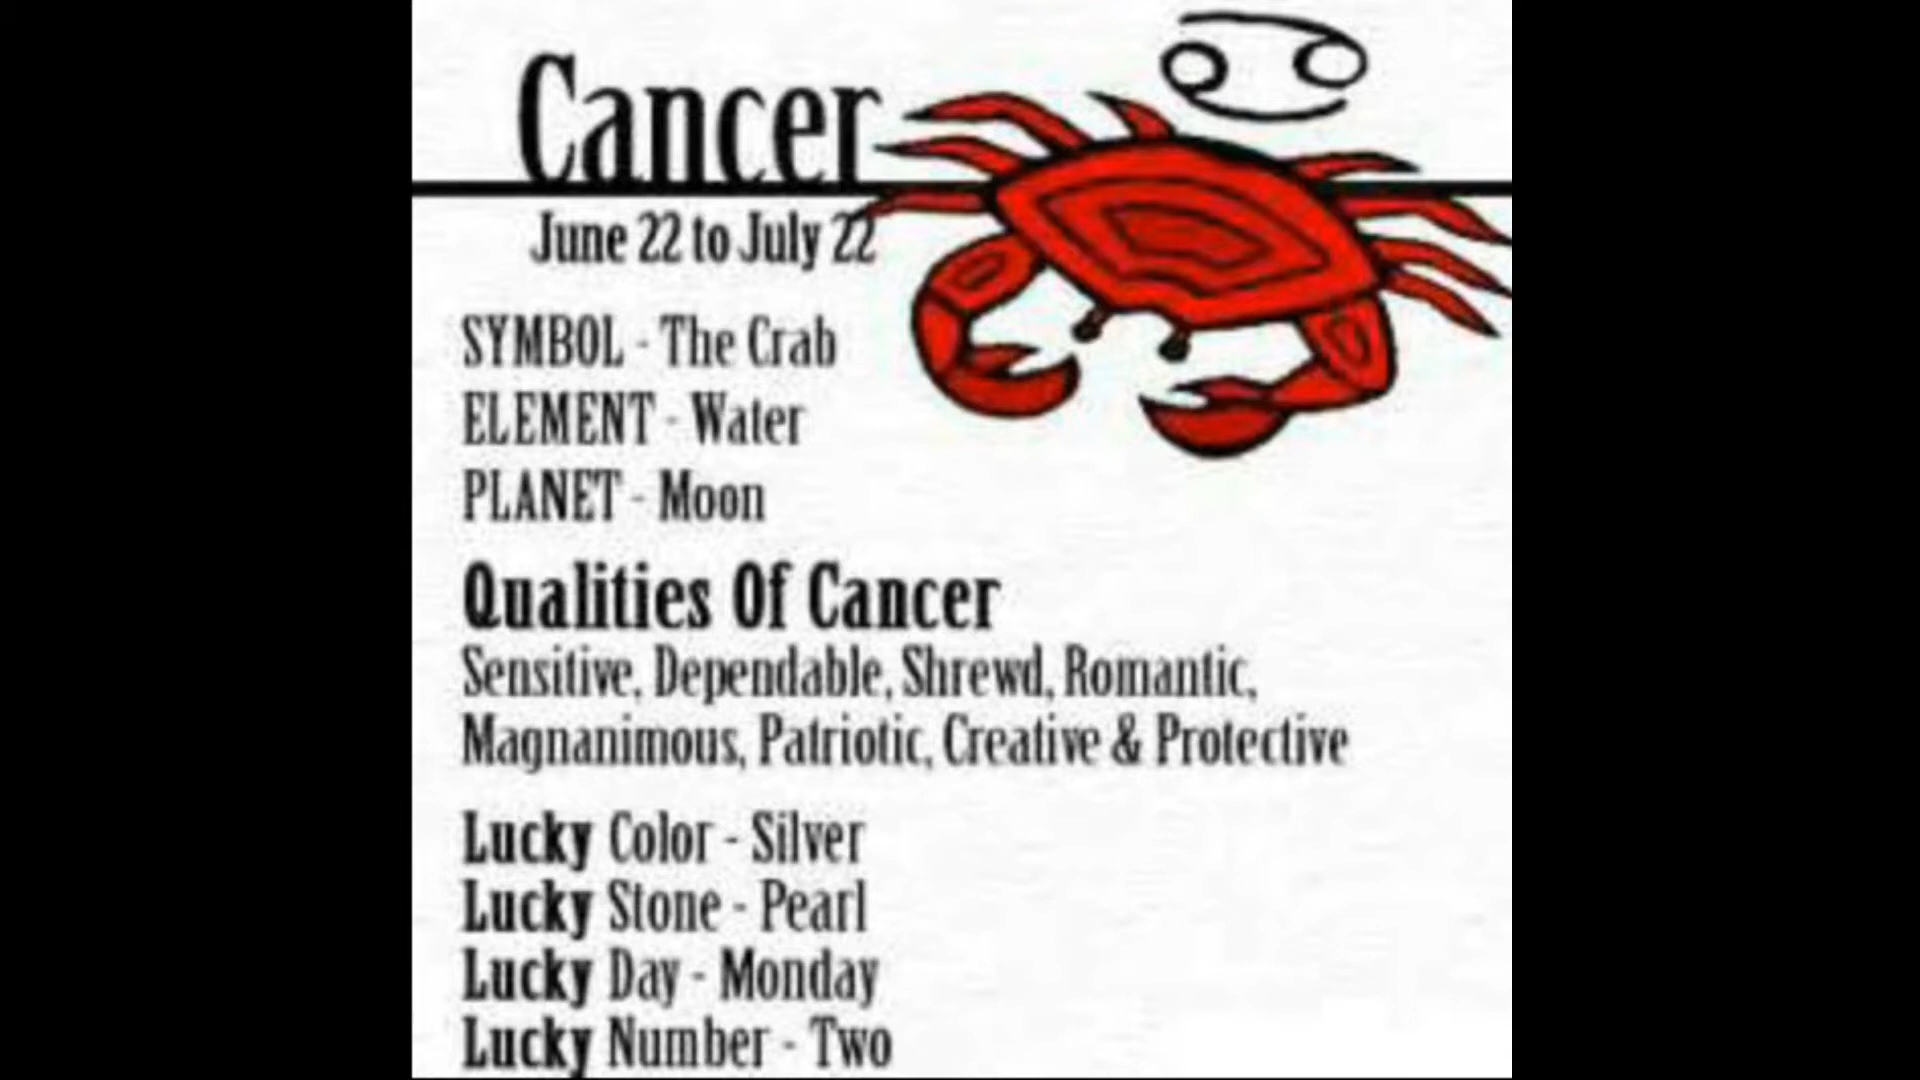 Cancer
June 22 to July 22
SYMBOL - The Crab
ELEMENT - Water
PLANET - Moon
Qualities Of Cancer
Sensitive, Dependable, Shrewd, Romantic,
Magnanimous, Patriotic, Creative & Protective
Lucky Color - Silver
Lucky Stone - Pearl
Lucky Day - Monday
Lucky Number - Two